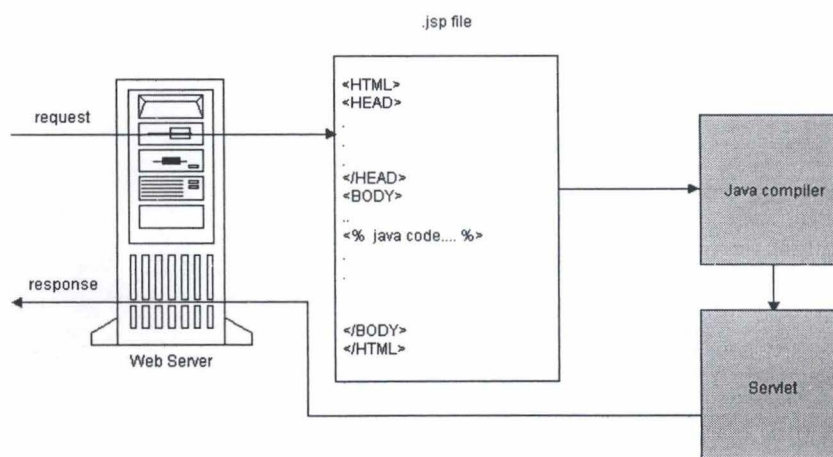 .jsp file
<HTML>
<HEAD>
.
.
.
</HEAD>
<BODY>
..
<% java code.... %>
.
.
</BODY>
</HTML>
request
response
Web Server
Java compiler
Servlet